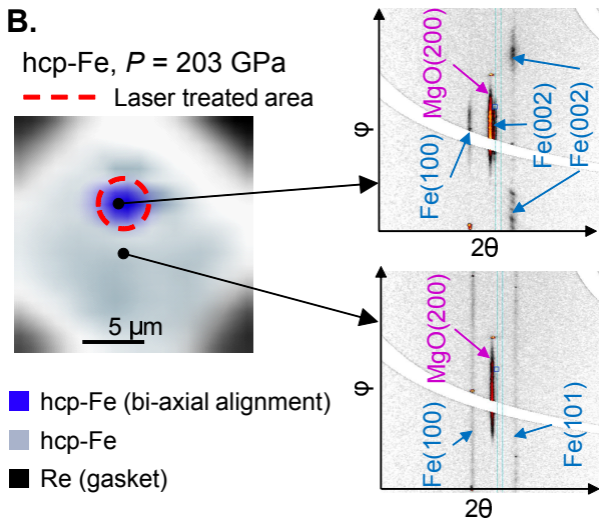 B.
hcp-Fe, P = 203 GPa
Laser treated area
5 μm
hcp-Fe (bi-axial alignment)
hcp-Fe
Re (gasket)
φ
2θ
MgO(200)
Fe(100)
Fe(002)
Fe(002)
φ
2θ
MgO(200)
Fe(100)
Fe(101)